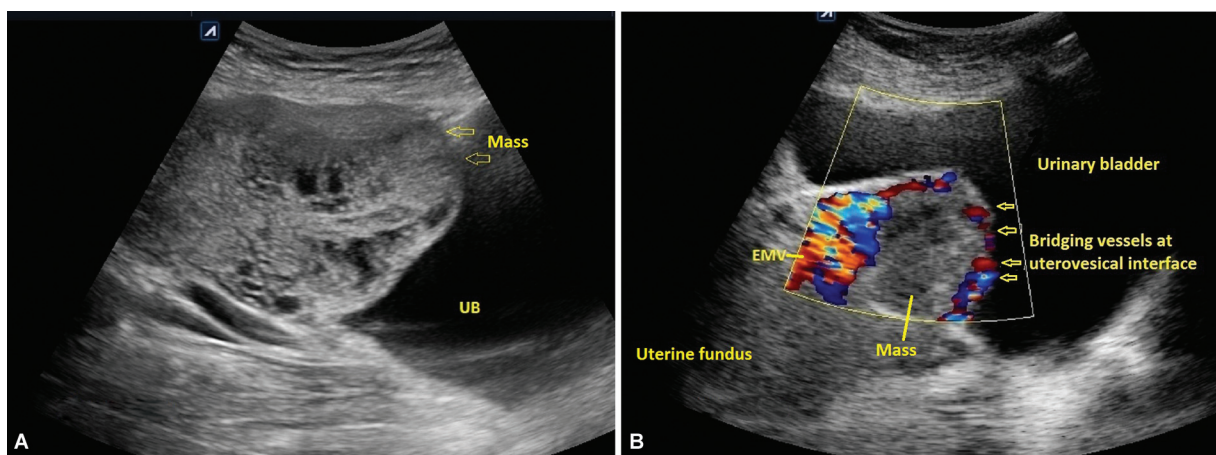 Mass
UB
A
Urinary bladder
Bridging vessels at
uterovesical interface
EMV
Mass
Uterine fundus
B